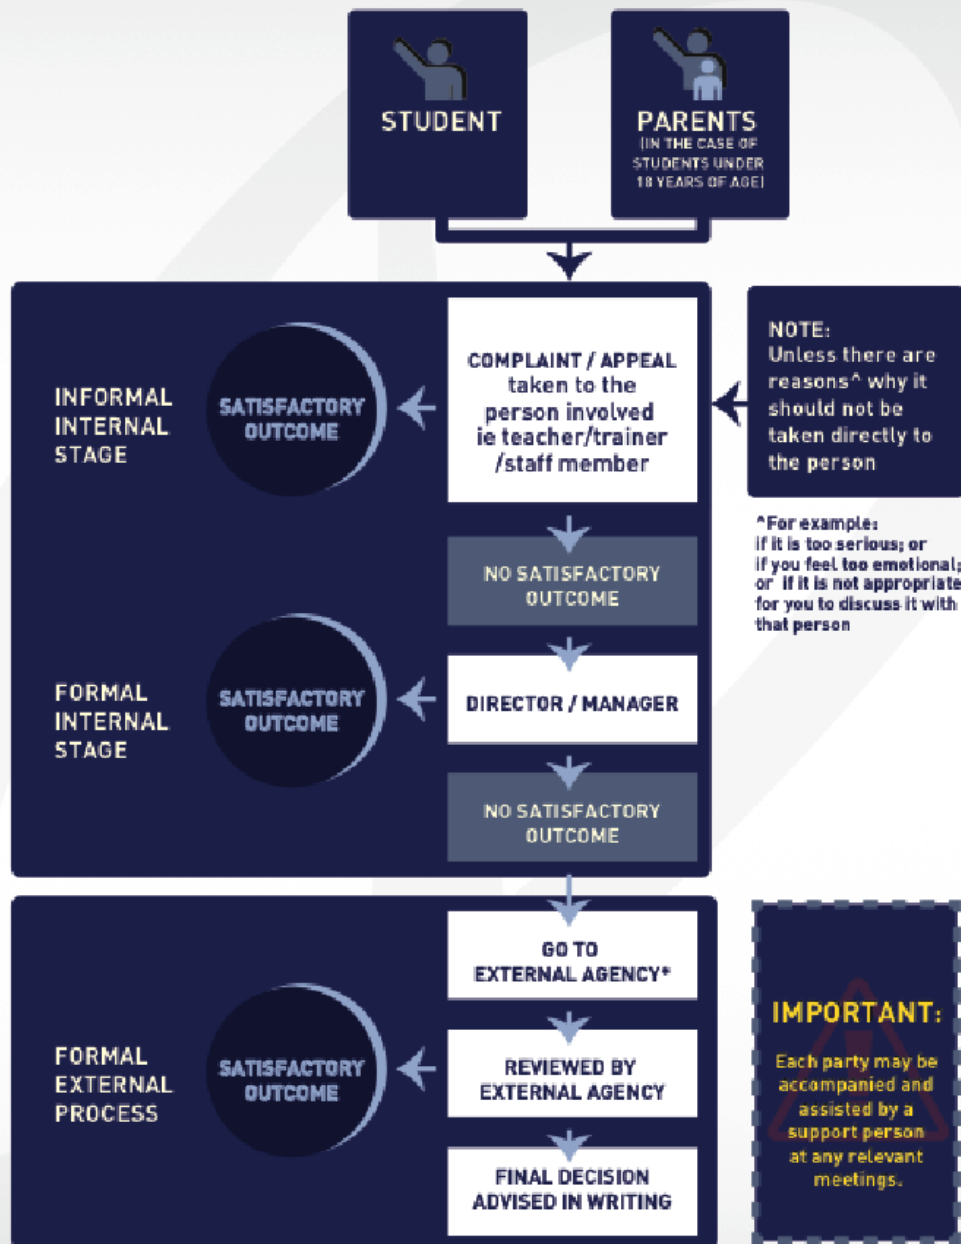 STUDENT
PARENTS
(IN THE CASE OF
STUDENTS UNDER
18 YEARS OF AGE)
INFORMAL
INTERNAL
STAGE
SATISFACTORY
OUTCOME
COMPLAINT / APPEAL
taken to the
person involved
ie teacher/trainer
/staff member
NOTE:
Unless there are
reasons^ why it
should not be
taken directly to
the person
^For example:
if it is too serious; or
if you feel too emotional;
or if it is not appropriate
for you to discuss it with
that person
NO SATISFACTORY
OUTCOME
FORMAL
INTERNAL
STAGE
SATISFACTORY
OUTCOME
DIRECTOR / MANAGER
NO SATISFACTORY
OUTCOME
GO TO
EXTERNAL AGENCY*
FORMAL
EXTERNAL
PROCESS
SATISFACTORY
OUTCOME
REVIEWED BY
EXTERNAL AGENCY
FINAL DECISION
ADVISED IN WRITING
IMPORTANT:
Each party may be
accompanied and
assisted by a
support person
at any relevant
meetings.